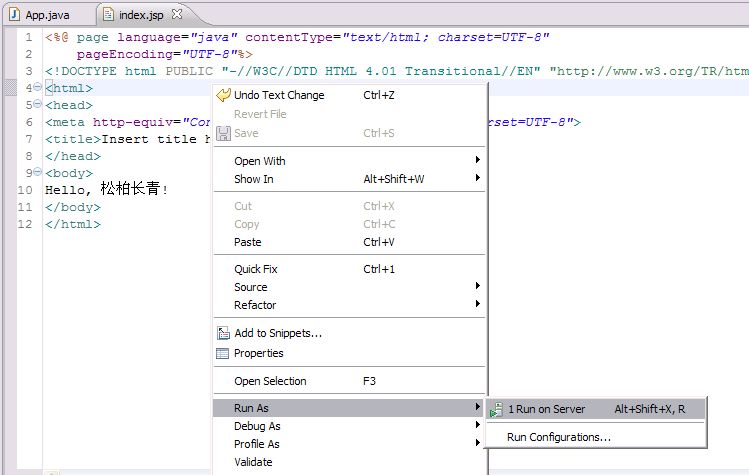 App.java index.jsp
1 <%@ page language="java" contentType="text/html; charset=UTF-8"
2 pageEncoding="UTF-8"%>
3 <!DOCTYPE html PUBLIC "-//W3C//DTD HTML 4.01 Transitional//EN" "http://www.w3.org/TR/htm
4 <html>
5 <head>
6 <meta http-equiv="Con arset=UTF-8">
7 <title>Insert title h
8 </head>
9 <body>
10 Hello, 松柏长青!
11 </body>
12 </html>
Undo Text Change Ctrl+Z
Revert File
Save Ctrl+S
Open With
Show In Alt+Shift+W
Cut Ctrl+X
Copy Ctrl+C
Paste Ctrl+V
Quick Fix Ctrl+1
Source
Refactor
Add to Snippets...
Properties
Open Selection F3
Run As
Debug As
Profile As
Validate
1 Run on Server Alt+Shift+X, R
Run Configurations...